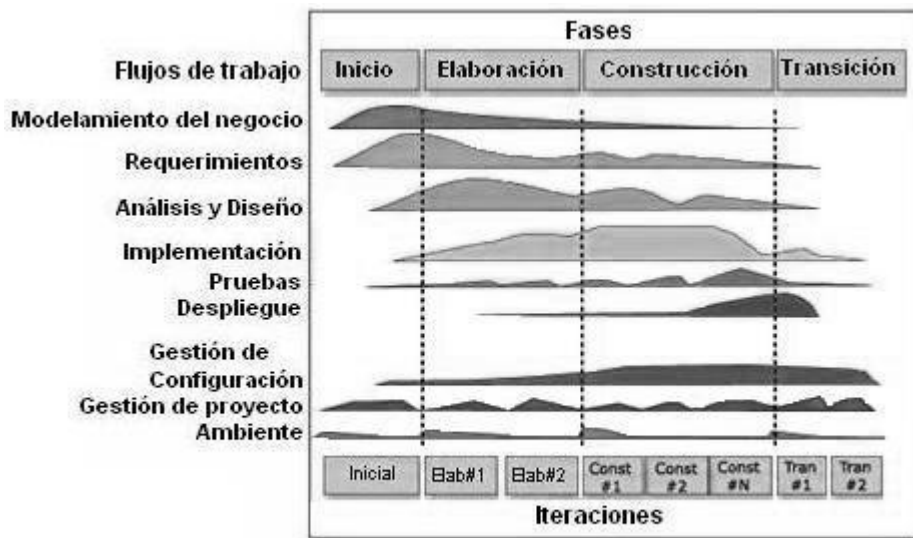 Fases
Flujos de trabajo Inicio Elaboración Construcción Transición
Modelamiento del negocio
Requerimientos
Análisis y Diseño
Implementación
Pruebas
Despliegue
Gestión de
Configuración
Gestión de proyecto
Ambiente
Inicial Elab#1 Elab#2 Const #1 Const #2 Const #N Tran #1 Tran #2
Iteraciones